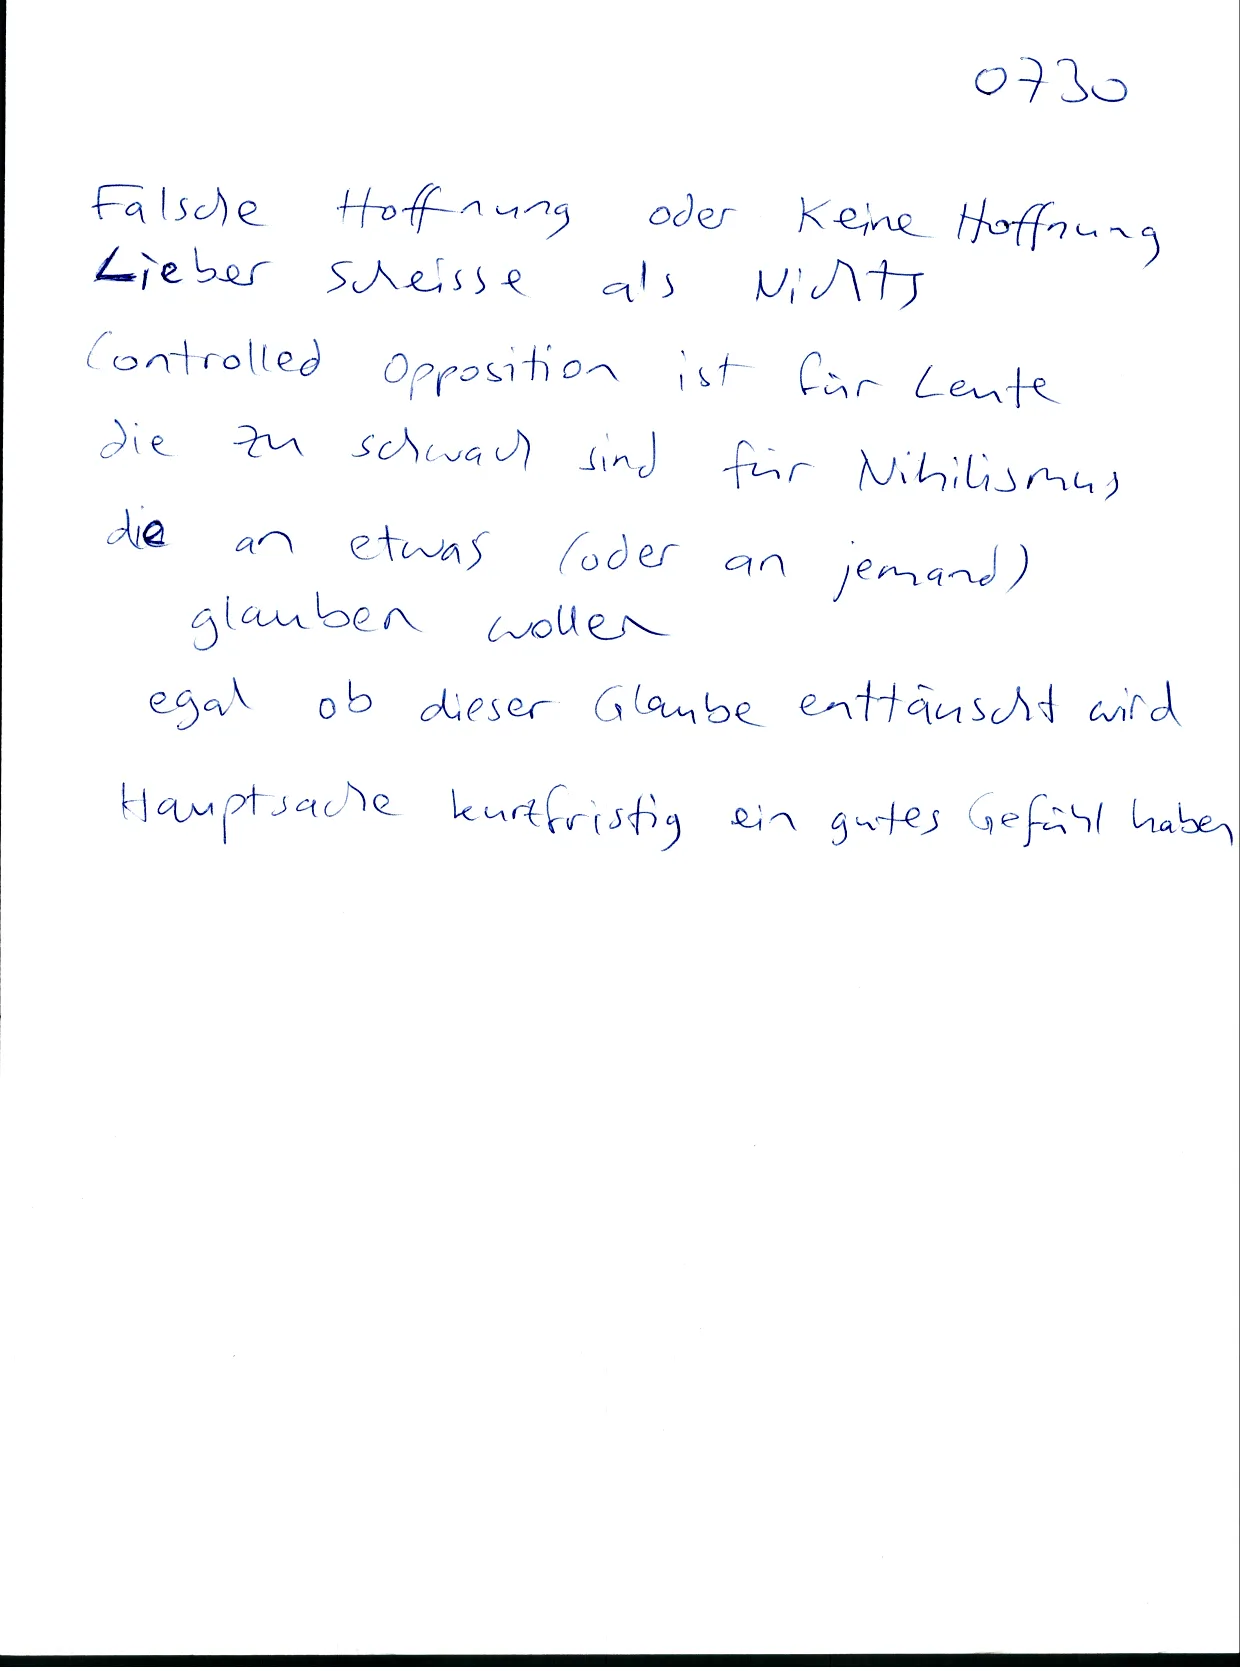 0730
Falsche Hoffnung oder Keine Hoffnung
Lieber Scheisse als Nichts
Controlled Opposition ist für Leute
die zu schwach sind für Nihilismus
die an etwas (oder an jemand)
glauben wollen
egal ob dieser Glaube enttäuscht wird
Hauptsache kurzfristig ein gutes Gefühl haben